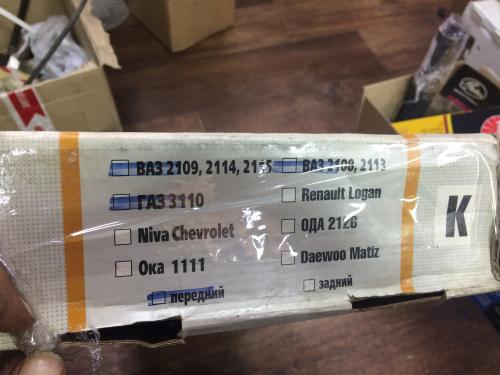 ВАЗ 2109, 2114, 2115
ВАЗ 2108, 2113
ГАЗ 3110
Renault Logan
Niva Chevrolet
ОДА 2126
Ока 1111
Daewoo Matiz
передний
задний
К